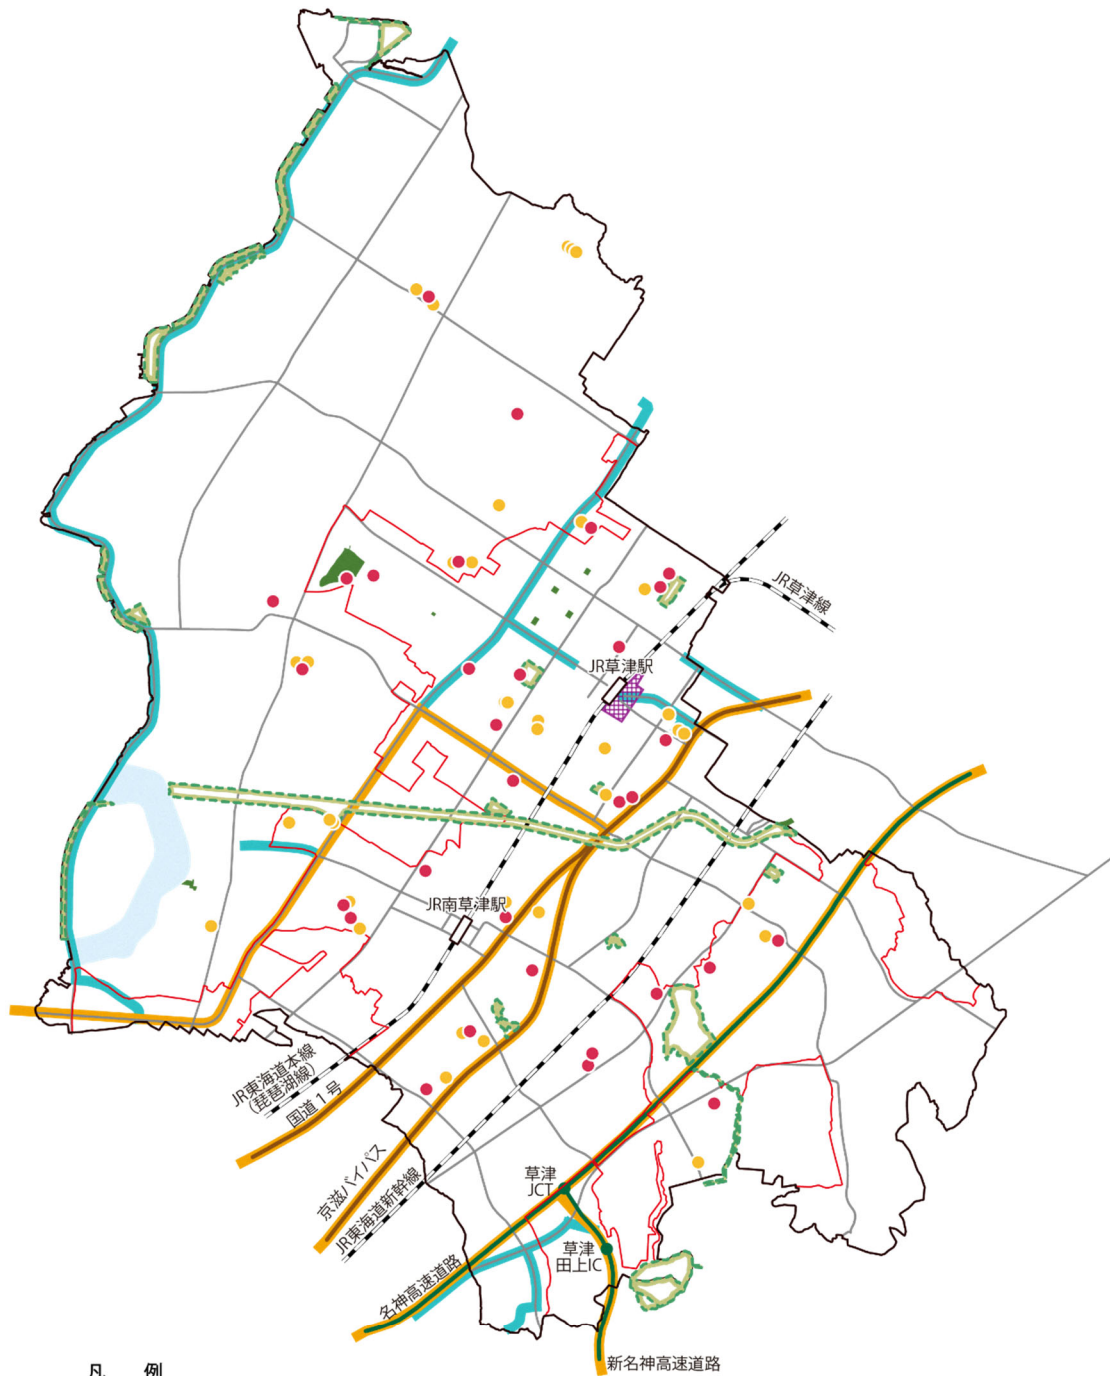 JR草津線
JR草津駅
JR南草津駅
JR東海道本線
(琵琶湖線)
国道1号
京滋バイパス
JR東海道新幹線
草津
JCT
草津
田上IC
名神高速道路
新名神高速道路
凡 例